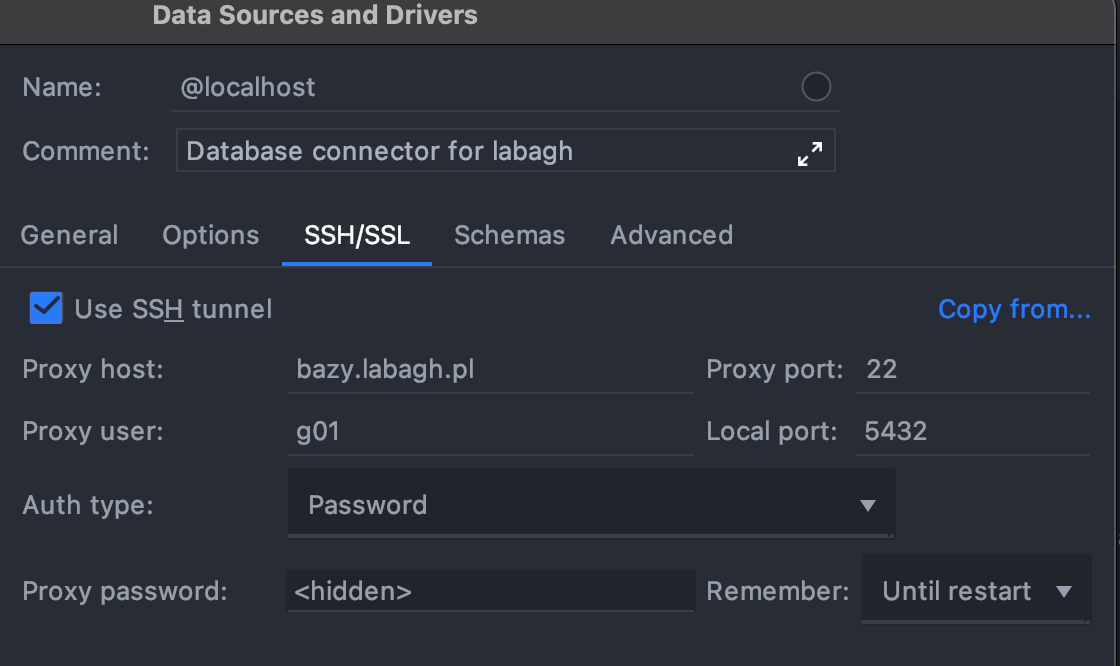 Data Sources and Drivers
Name: @localhost
Comment: Database connector for labagh
General Options SSH/SSL Schemas Advanced
Use SSH tunnel Copy from...
Proxy host: bazy.labagh.pl Proxy port: 22
Proxy user: g01 Local port: 5432
Auth type: Password
Proxy password: <hidden> Remember: Until restart